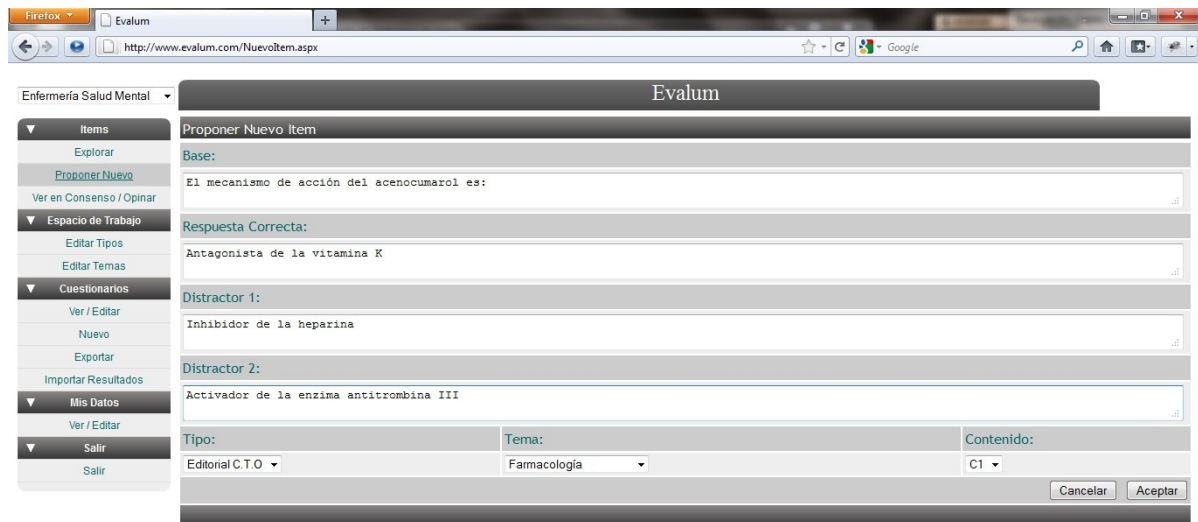 Firefox
Evalum
http://www.evalum.com/NuevoItem.aspx
Google
Enfermería Salud Mental
Evalum
Items
Explorar
Proponer Nuevo
Ver en Consenso / Opinar
Espacio de Trabajo
Editar Tipos
Editar Temas
Cuestionarios
Ver / Editar
Nuevo
Exportar
Importar Resultados
Mis Datos
Ver / Editar
Salir
Salir
Proponer Nuevo Item
Base:
El mecanismo de acción del acenocumarol es:
Respuesta Correcta:
Antagonista de la vitamina K
Distractor 1:
Inhibidor de la heparina
Distractor 2:
Activador de la enzima antitrombina III
Tipo: Tema: Contenido:
Editorial C.T.O Farmacología C1
Cancelar Aceptar